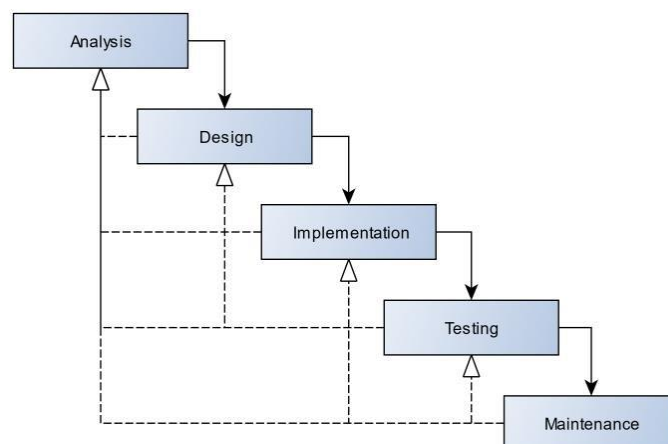 Analysis
Design
Implementation
Testing
Maintenance